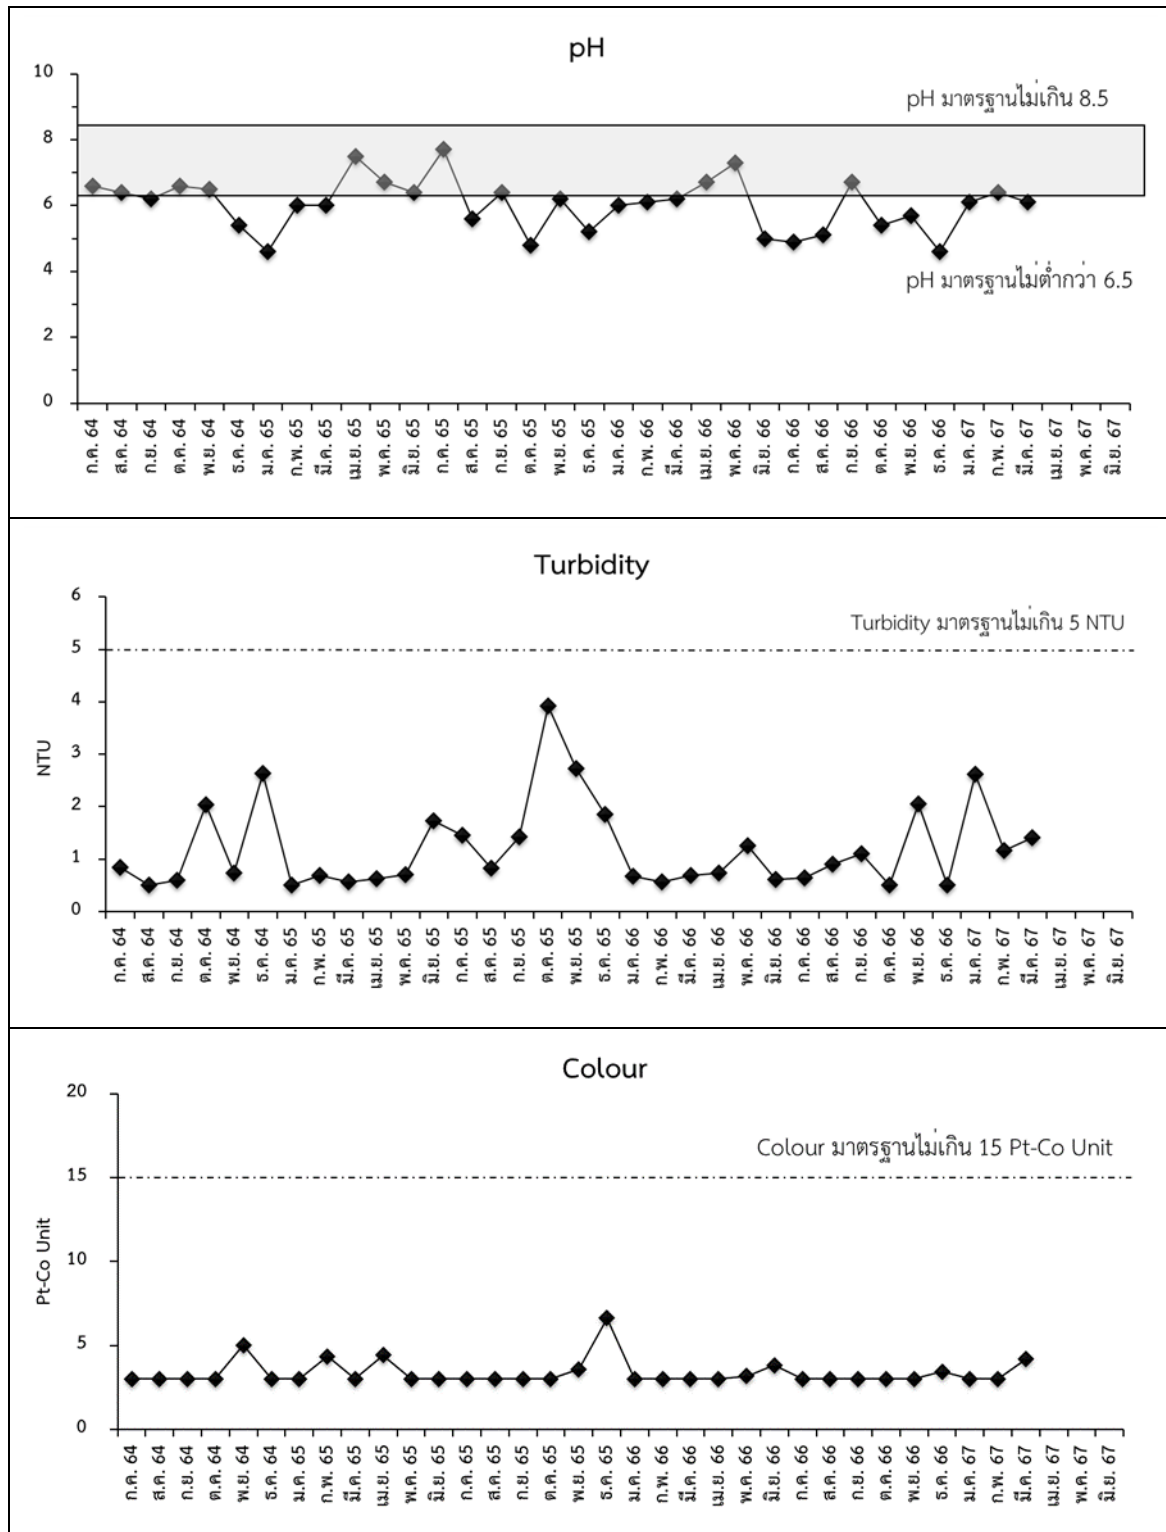 pH
10
pH มาตรฐานไม่เกิน 8.5
8
6
4
pH มาตรฐานไม่ต่ำกว่า 6.5
2
0
ก.ค. 64 ส.ค. 64 ก.ย. 64 ต.ค. 64 พ.ย. 64 ธ.ค. 64 ม.ค. 65 ก.พ. 65 มี.ค. 65 เม.ย. 65 พ.ค. 65 มิ.ย. 65 ก.ค. 65 ส.ค. 65 ก.ย. 65 ต.ค. 65 พ.ย. 65 ธ.ค. 65 ม.ค. 66 ก.พ. 66 มี.ค. 66 เม.ย. 66 พ.ค. 66 มิ.ย. 66 ก.ค. 66 ส.ค. 66 ก.ย. 66 ต.ค. 66 พ.ย. 66 ธ.ค. 66 ม.ค. 67 ก.พ. 67 มี.ค. 67 เม.ย. 67 พ.ค. 67 มิ.ย. 67
Turbidity
6
Turbidity มาตรฐานไม่เกิน 5 NTU
5
4
3
NTU
2
1
0
ก.ค. 64 ส.ค. 64 ก.ย. 64 ต.ค. 64 พ.ย. 64 ธ.ค. 64 ม.ค. 65 ก.พ. 65 มี.ค. 65 เม.ย. 65 พ.ค. 65 มิ.ย. 65 ก.ค. 65 ส.ค. 65 ก.ย. 65 ต.ค. 65 พ.ย. 65 ธ.ค. 65 ม.ค. 66 ก.พ. 66 มี.ค. 66 เม.ย. 66 พ.ค. 66 มิ.ย. 66 ก.ค. 66 ส.ค. 66 ก.ย. 66 ต.ค. 66 พ.ย. 66 ธ.ค. 66 ม.ค. 67 ก.พ. 67 มี.ค. 67 เม.ย. 67 พ.ค. 67 มิ.ย. 67
Colour
20
Colour มาตรฐานไม่เกิน 15 Pt-Co Unit
15
10
Pt-Co Unit
5
0
ก.ค. 64 ส.ค. 64 ก.ย. 64 ต.ค. 64 พ.ย. 64 ธ.ค. 64 ม.ค. 65 ก.พ. 65 มี.ค. 65 เม.ย. 65 พ.ค. 65 มิ.ย. 65 ก.ค. 65 ส.ค. 65 ก.ย. 65 ต.ค. 65 พ.ย. 65 ธ.ค. 65 ม.ค. 66 ก.พ. 66 มี.ค. 66 เม.ย. 66 พ.ค. 66 มิ.ย. 66 ก.ค. 66 ส.ค. 66 ก.ย. 66 ต.ค. 66 พ.ย. 66 ธ.ค. 66 ม.ค. 67 ก.พ. 67 มี.ค. 67 เม.ย. 67 พ.ค. 67 มิ.ย. 67